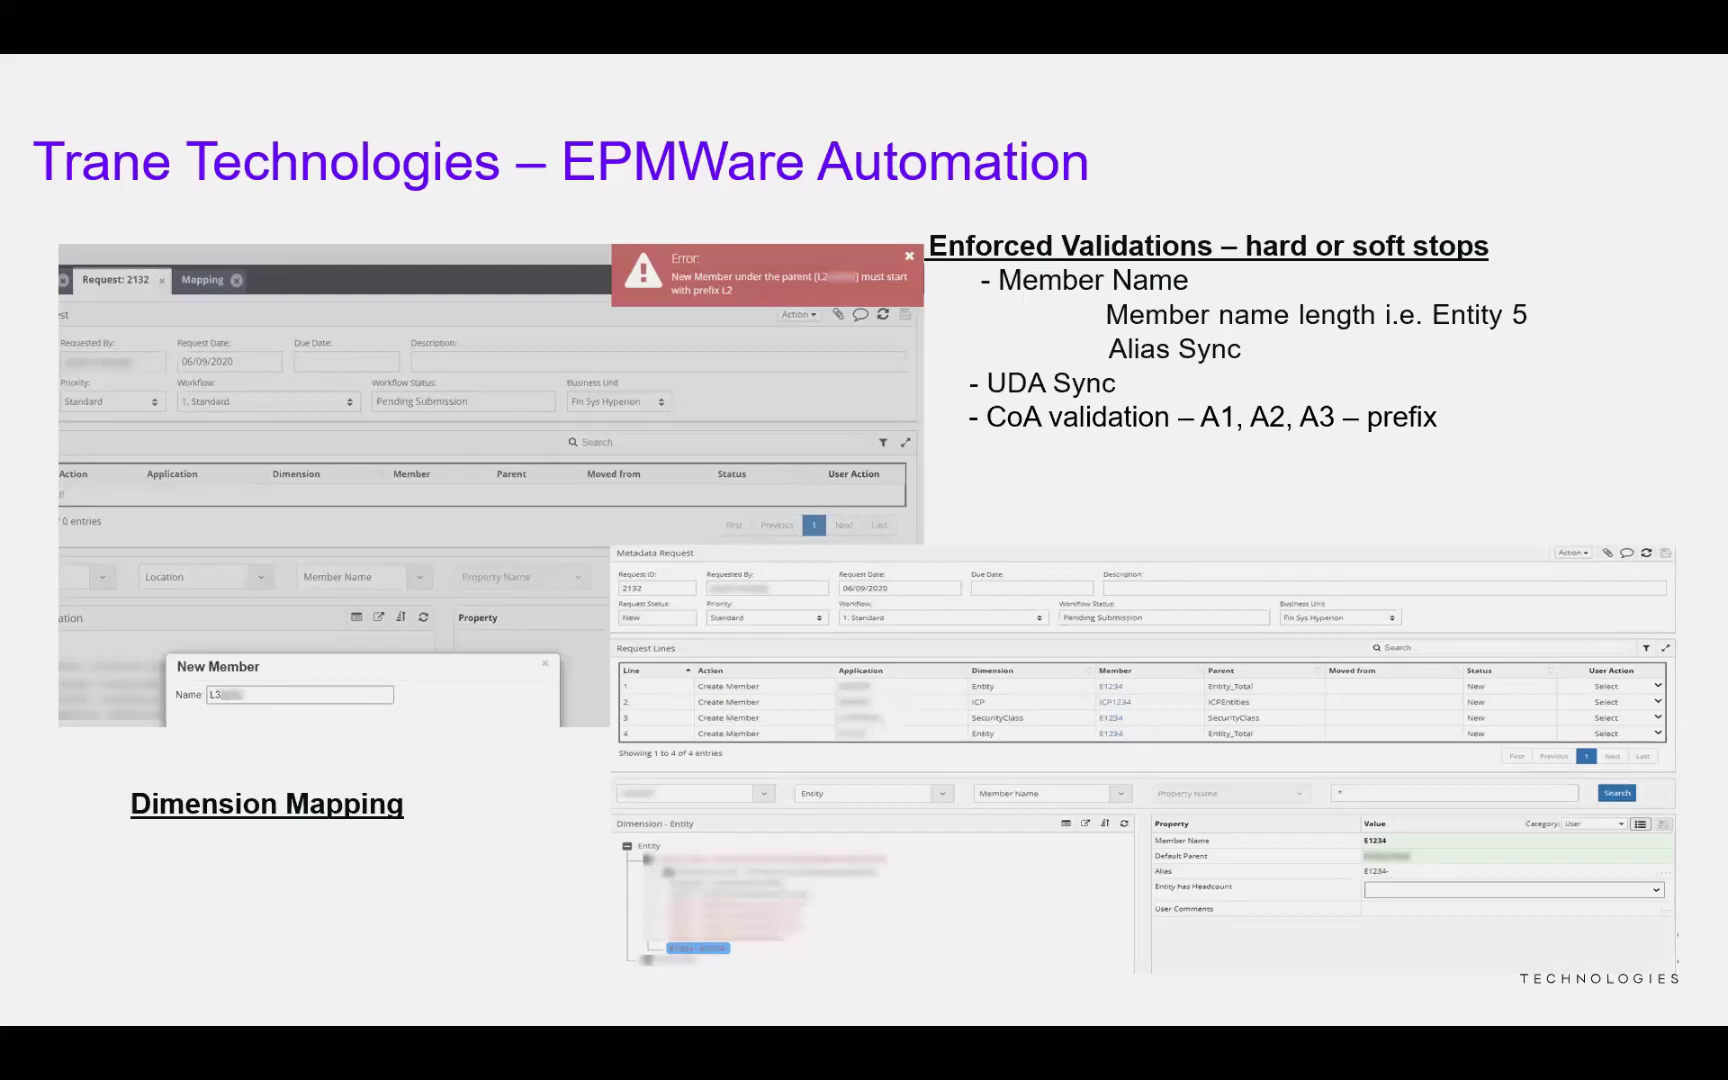 Trane Technologies – EPMWare Automation
Enforced Validations – hard or soft stops
- Member Name
Member name length i.e. Entity 5
Alias Sync
- UDA Sync
- CoA validation – A1, A2, A3 – prefix
Error:
New Member under the parent [L2 ] must start
with prefix L2
Request: 2132 Mapping
est Action
Requested By: Request Date: Due Date: Description:
06/09/2020
Priority: Workflow: Workflow Status: Business Unit
Standard 1. Standard Pending Submission Fin Sys Hyperion
Search
Action Application Dimension Member Parent Moved from Status User Action
d!
f 0 entries First Previous 1 Next Last
Location Member Name Property Name
ation Property
New Member
Name: L3
Dimension Mapping
Metadata Request Action
Request ID: Requested By: Request Date: Due Date: Description:
2132 06/09/2020
Request Status: Priority: Workflow: Workflow Status: Business Unit
New Standard 1. Standard Pending Submission Fin Sys Hyperion
Request Lines Search...
Line Action Application Dimension Member Parent Moved from Status User Action
1 Create Member Entity E1234 Entity_Total New Select
2 Create Member ICP ICP1234 ICPEntities New Select
3 Create Member SecurityClass E1234 SecurityClass New Select
4 Create Member Entity E1234 Entity_Total New Select
Showing 1 to 4 of 4 entries First Previous 1 Next Last
Entity Member Name Property Name * Search
Dimension - Entity
Entity
Property Value Category: User
Member Name E1234
Default Parent
Alias E1234-
Entity has Headcount
User Comments
TECHNOLOGIES